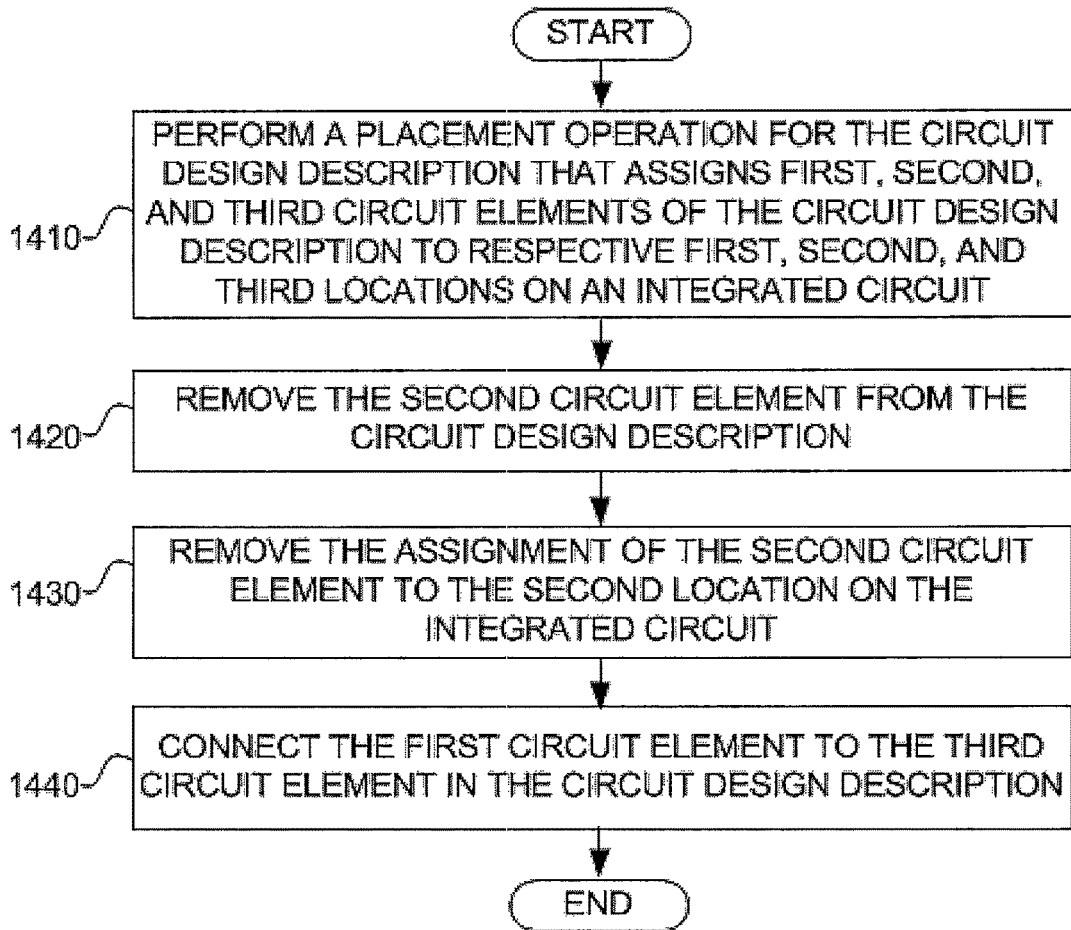 START
PERFORM A PLACEMENT OPERATION FOR THE CIRCUIT
DESIGN DESCRIPTION THAT ASSIGNS FIRST, SECOND,
AND THIRD CIRCUIT ELEMENTS OF THE CIRCUIT DESIGN
DESCRIPTION TO RESPECTIVE FIRST, SECOND, AND
THIRD LOCATIONS ON AN INTEGRATED CIRCUIT
1410
REMOVE THE SECOND CIRCUIT ELEMENT FROM THE
CIRCUIT DESIGN DESCRIPTION
1420
REMOVE THE ASSIGNMENT OF THE SECOND CIRCUIT
ELEMENT TO THE SECOND LOCATION ON THE
INTEGRATED CIRCUIT
1430
CONNECT THE FIRST CIRCUIT ELEMENT TO THE THIRD
CIRCUIT ELEMENT IN THE CIRCUIT DESIGN DESCRIPTION
1440
END